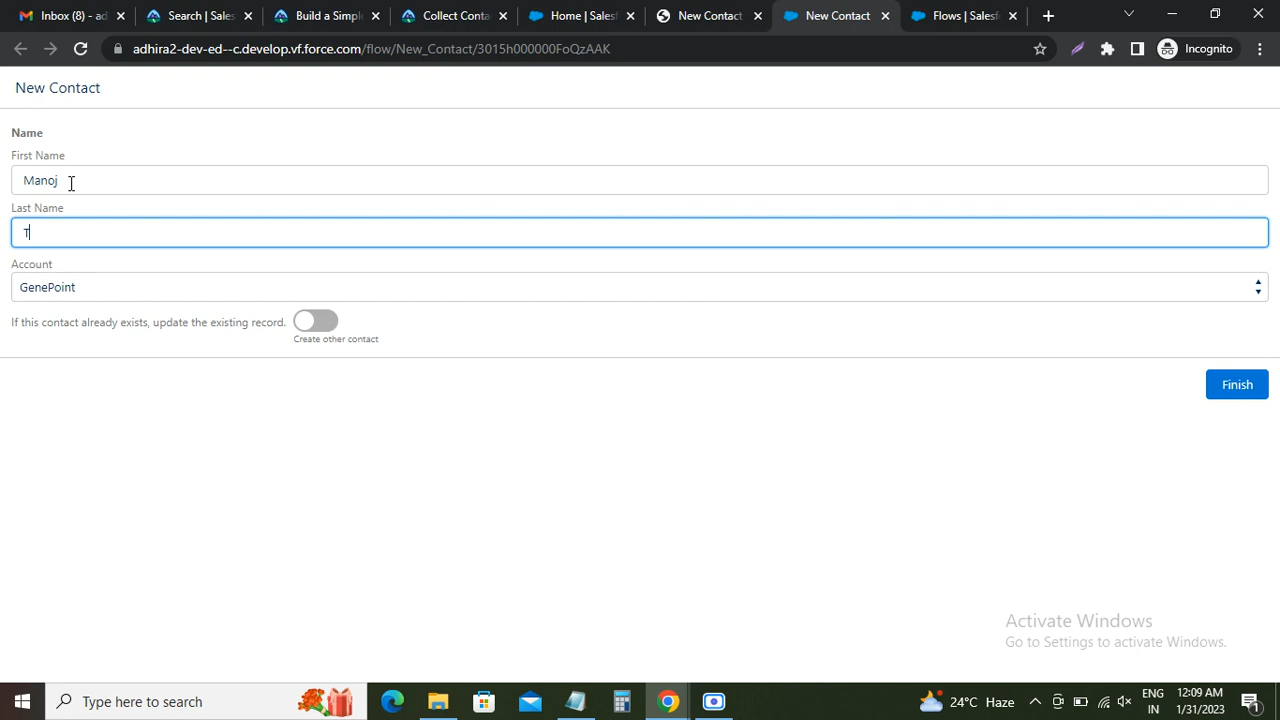 Inbox (8) - ad
Search | Sales
Build a Simpl
Collect Conta
Home | Salesf
New Contact
New Contact
Flows | Salesf
adhira2-dev-ed--c.develop.vf.force.com/flow/New_Contact/3015h000000FoQzAAK
Incognito
New Contact
Name
First Name
Manoj
Last Name
T
Account
GenePoint
If this contact already exists, update the existing record.
Create other contact
Finish
Activate Windows
Go to Settings to activate Windows.
Type here to search
24°C Haze
ENG
IN
12:09 AM
1/31/2023
1